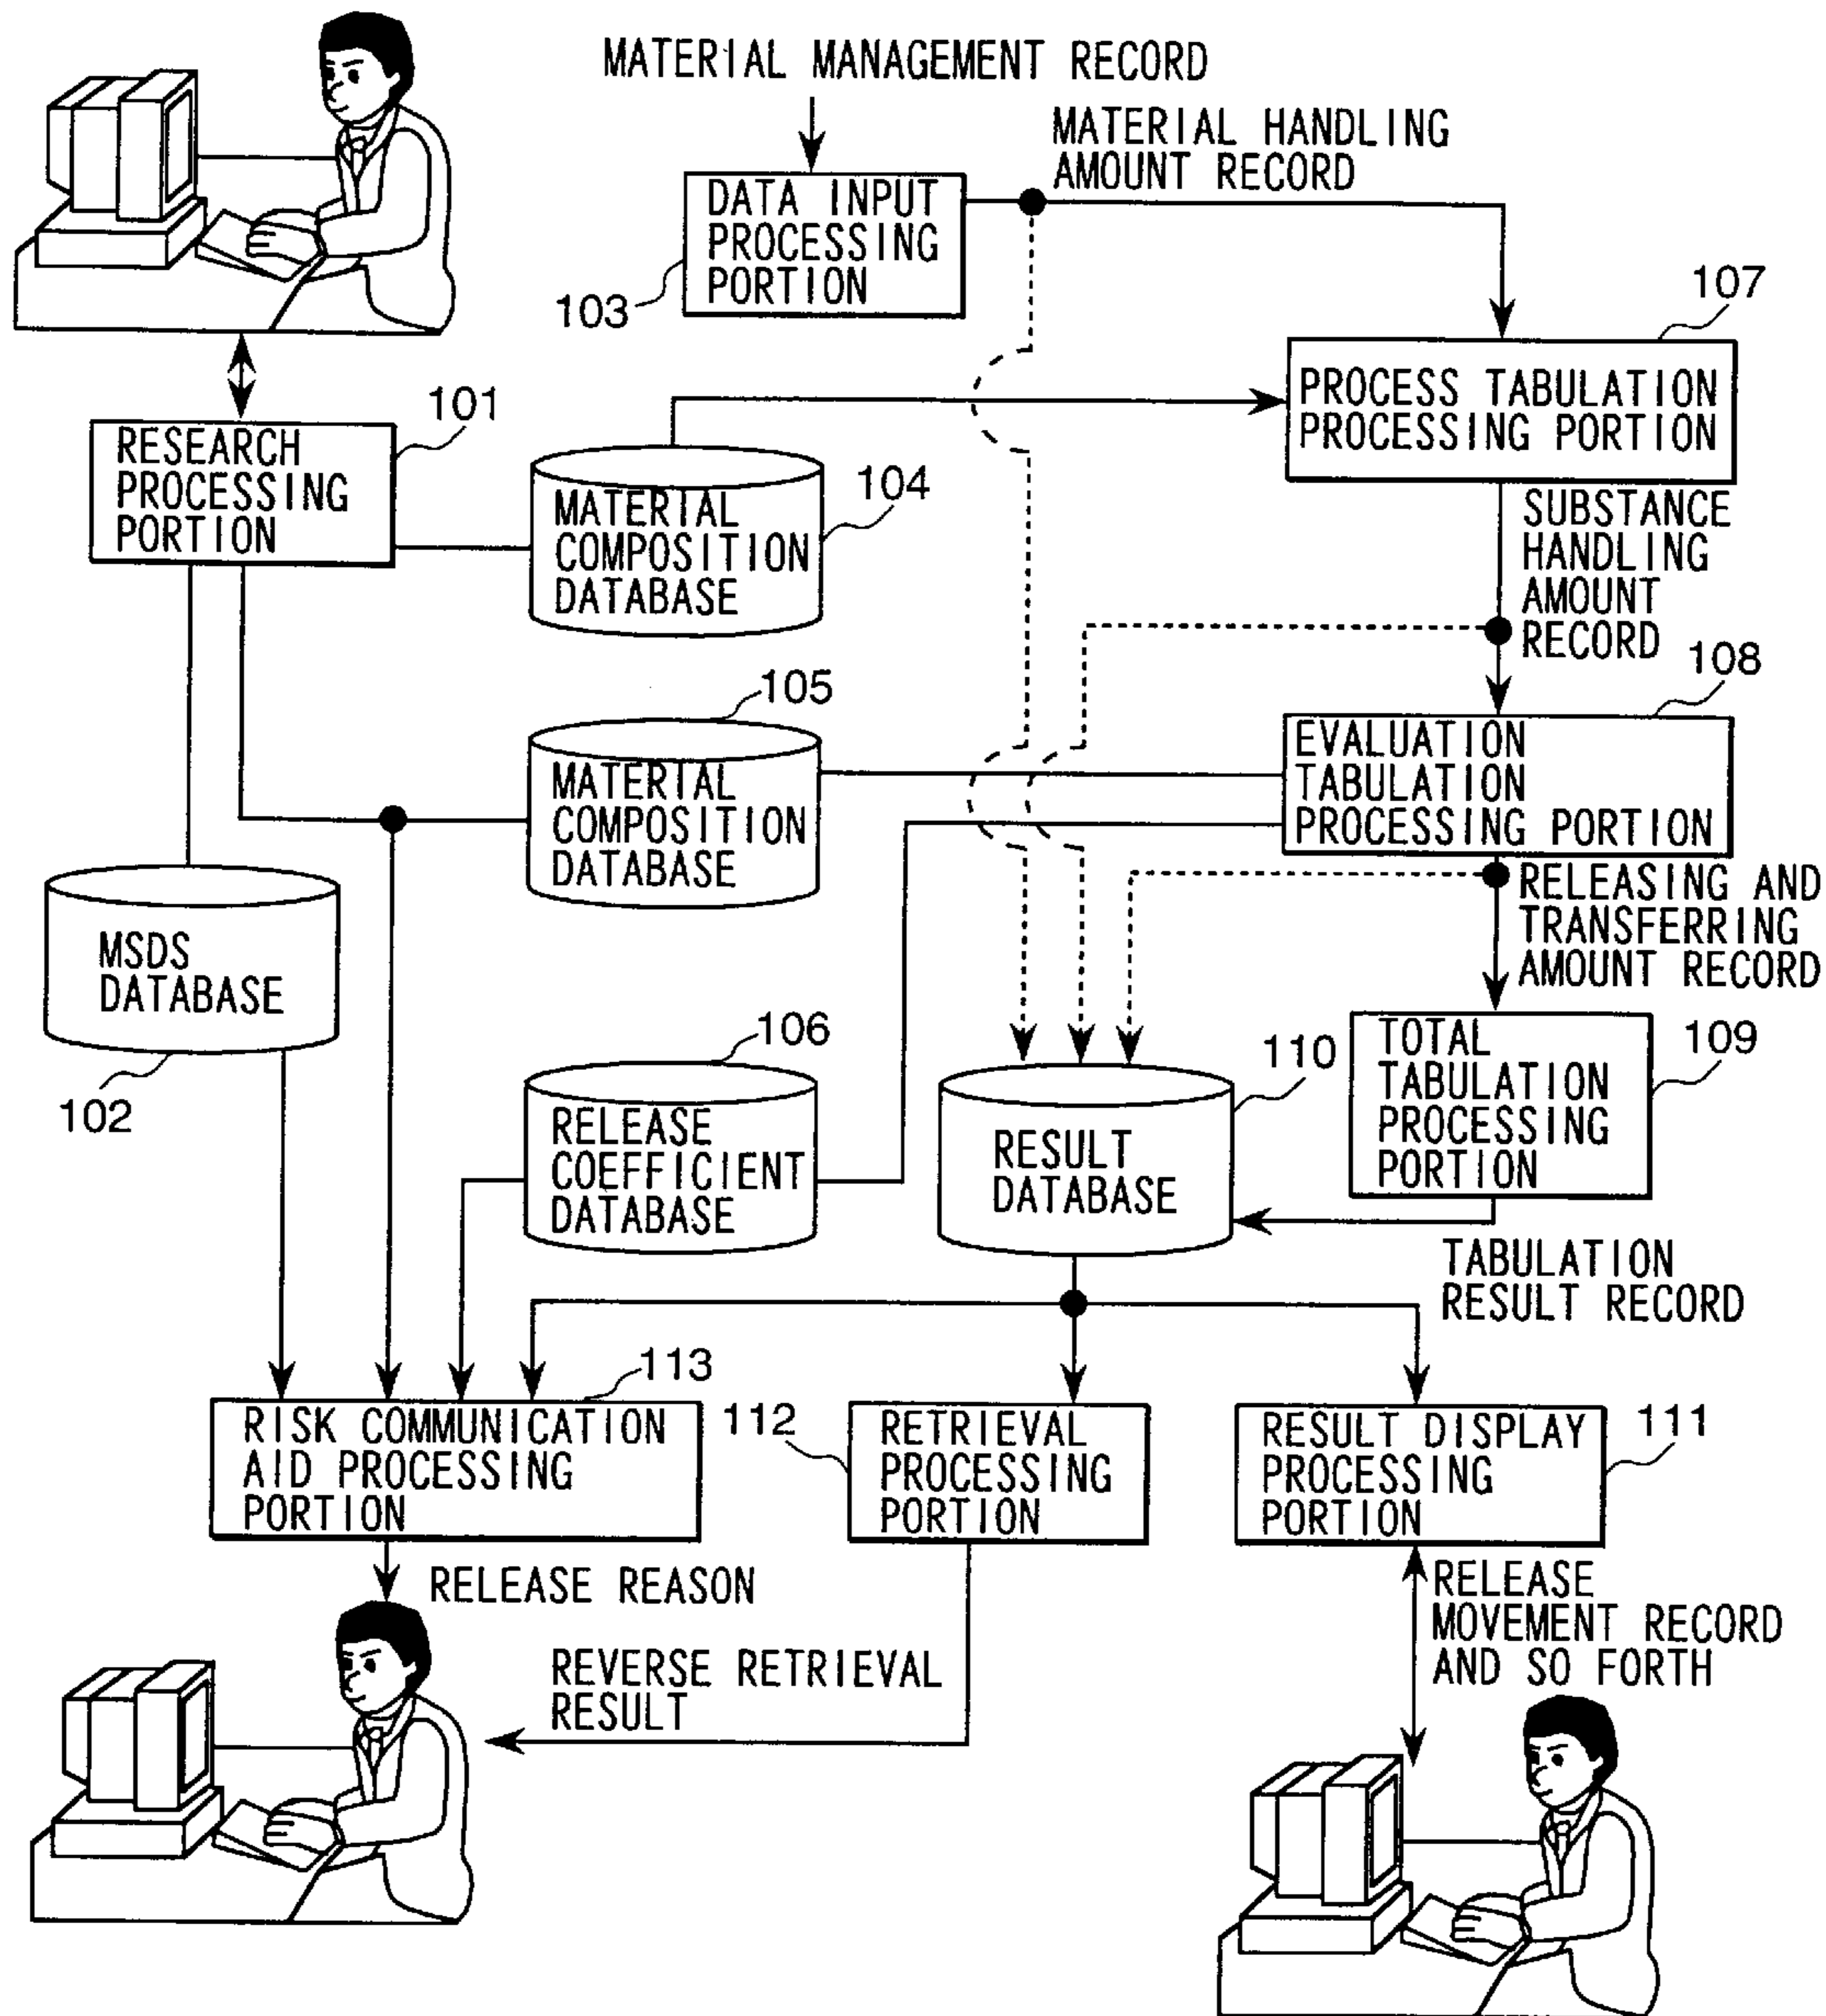 MATERIAL MANAGEMENT RECORD
MATERIAL HANDLING
AMOUNT RECORD
DATA INPUT
PROCESSING
PORTION
103
107
PROCESS TABULATION
PROCESSING PORTION
101
RESEARCH
PROCESSING
PORTION
104
MATERIAL
COMPOSITION
DATABASE
SUBSTANCE
HANDLING
AMOUNT
RECORD
105
MATERIAL
COMPOSITION
DATABASE
108
EVALUATION
TABULATION
PROCESSING PORTION
MSDS
DATABASE
102
RELEASING AND
TRANSFERRING
AMOUNT RECORD
106
RELEASE
COEFFICIENT
DATABASE
110
RESULT
DATABASE
TOTAL
TABULATION
PROCESSING
PORTION
109
TABULATION
RESULT RECORD
113
RISK COMMUNICATION
AID PROCESSING
PORTION
112
RETRIEVAL
PROCESSING
PORTION
RESULT DISPLAY
PROCESSING
PORTION
111
RELEASE REASON
REVERSE RETRIEVAL
RESULT
RELEASE
MOVEMENT RECORD
AND SO FORTH